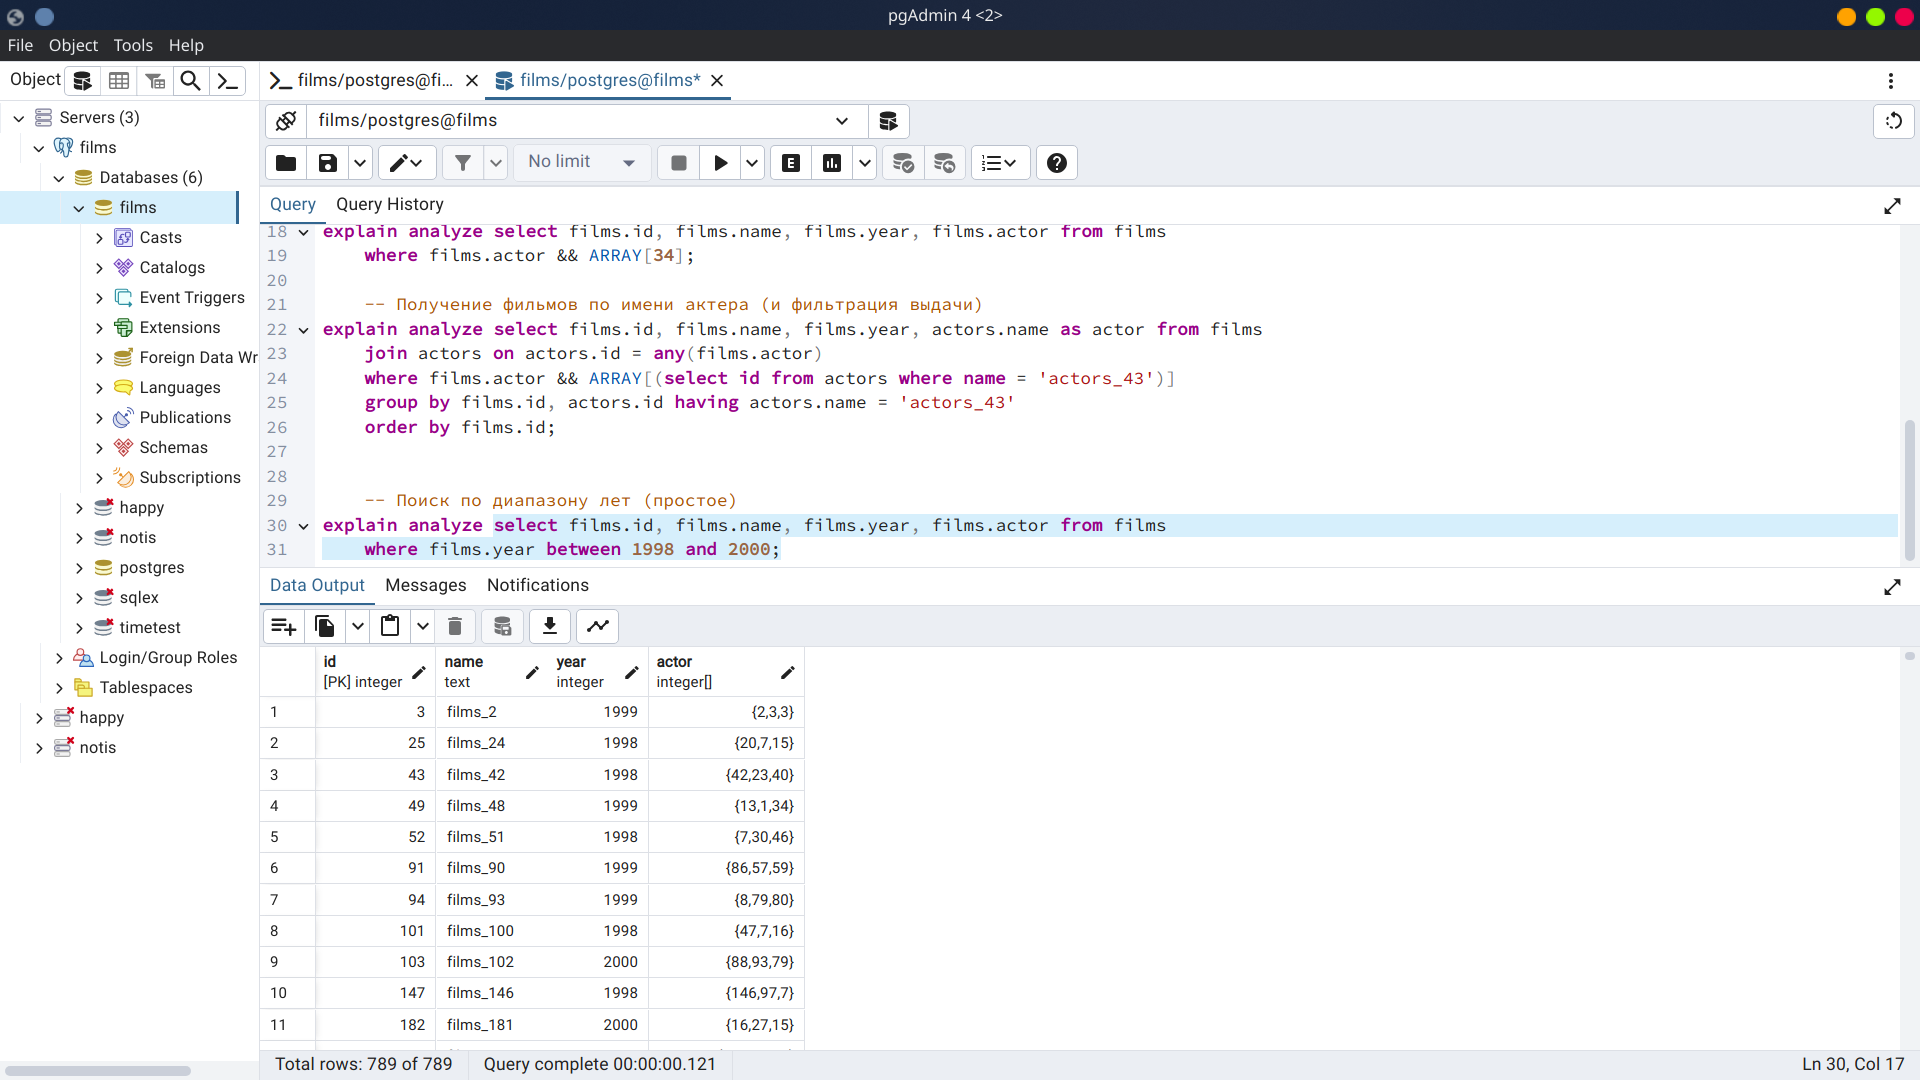 pgAdmin 4 <2>
File Object Tools Help
Object
films/postgres@fi... films/postgres@films*
Servers (3)
films
Databases (6)
films
Casts
Catalogs
Event Triggers
Extensions
Foreign Data Wr
Languages
Publications
Schemas
Subscriptions
happy
notis
postgres
sqlex
timetest
Login/Group Roles
Tablespaces
happy
notis
films/postgres@films
No limit E
Query Query History
18 explain analyze select films.id, films.name, films.year, films.actor from films
19 where films.actor && ARRAY[34];
20
21 -- Получение фильмов по имени актера (и фильтрация выдачи)
22 explain analyze select films.id, films.name, films.year, actors.name as actor from films
23 join actors on actors.id = any(films.actor)
24 where films.actor && ARRAY[(select id from actors where name = 'actors_43')]
25 group by films.id, actors.id having actors.name = 'actors_43'
26 order by films.id;
27
28
29 -- Поиск по диапазону лет (простое)
30 explain analyze select films.id, films.name, films.year, films.actor from films
31 where films.year between 1998 and 2000;
Data Output Messages Notifications
id name year actor
[PK] integer text integer integer[]
1 3 films_2 1999 {2,3,3}
2 25 films_24 1998 {20,7,15}
3 43 films_42 1998 {42,23,40}
4 49 films_48 1999 {13,1,34}
5 52 films_51 1998 {7,30,46}
6 91 films_90 1999 {86,57,59}
7 94 films_93 1999 {8,79,80}
8 101 films_100 1998 {47,7,16}
9 103 films_102 2000 {88,93,79}
10 147 films_146 1998 {146,97,7}
11 182 films_181 2000 {16,27,15}
Total rows: 789 of 789 Query complete 00:00:00.121 Ln 30, Col 17